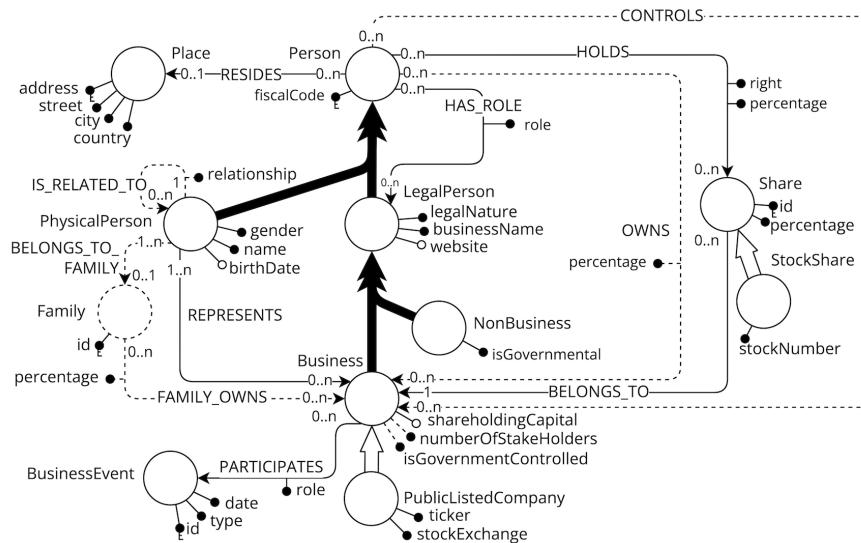 CONTROLS
0..n
Place
Person
0..n
HOLDS
0..1
RESIDES
0..n
0..n
0..n
address
street
city
country
fiscalCode
E
E
HAS_ROLE
role
right
percentage
IS_RELATED_TO
1
relationship
0..n
0..n
0..n
LegalPerson
Share
PhysicalPerson
legalNature
businessName
website
id
E
percentage
gender
name
birthDate
OWNS
0..n
BELONGS_TO_
FAMILY
1..n
1..n
0..1
percentage
StockShare
Family
REPRESENTS
NonBusiness
id
E
0..n
isGovernmental
stockNumber
Business
percentage
0..n
0..n
FAMILY_OWNS
0..n
1
BELONGS_TO
0..n
0..n
shareholdingCapital
numberOfStakeHolders
isGovernmentControlled
BusinessEvent
PARTICIPATES
role
date
type
id
E
PublicListedCompany
ticker
stockExchange